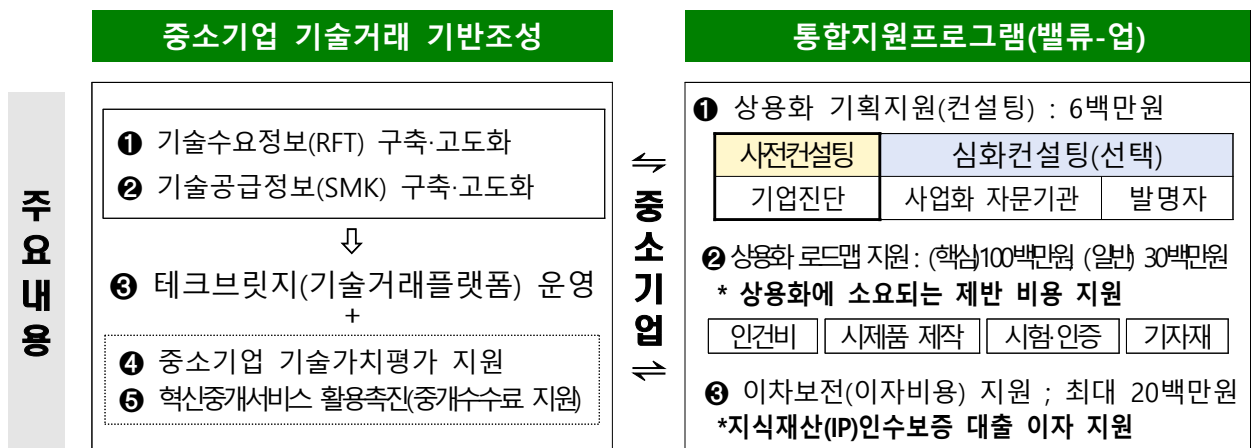 중소기업 기술거래 기반조성
통합지원프로그램(밸류-업)
주요내용
❶ 기술수요정보(RFT) 구축·고도화
❷ 기술공급정보(SMK) 구축·고도화
⇩
❸ 테크브릿지(기술거래플랫폼) 운영
+
❹ 중소기업 기술가치평가 지원
❺ 혁신중개서비스 활용촉진(중개수수료 지원)
⇋
중소기업
⇌
❶ 상용화 기획지원(컨설팅) : 6백만원
사전컨설팅 심화컨설팅(선택)
기업진단 사업화 자문기관 발명자
❷ 상용화 로드맵 지원 : (핵심)100백만원, (일반) 30백만원
* 상용화에 소요되는 제반 비용 지원
인건비 시제품 제작 시험·인증 기자재
❸ 이차보전(이자비용) 지원 ; 최대 20백만원
*지식재산(IP)인수보증 대출 이자 지원